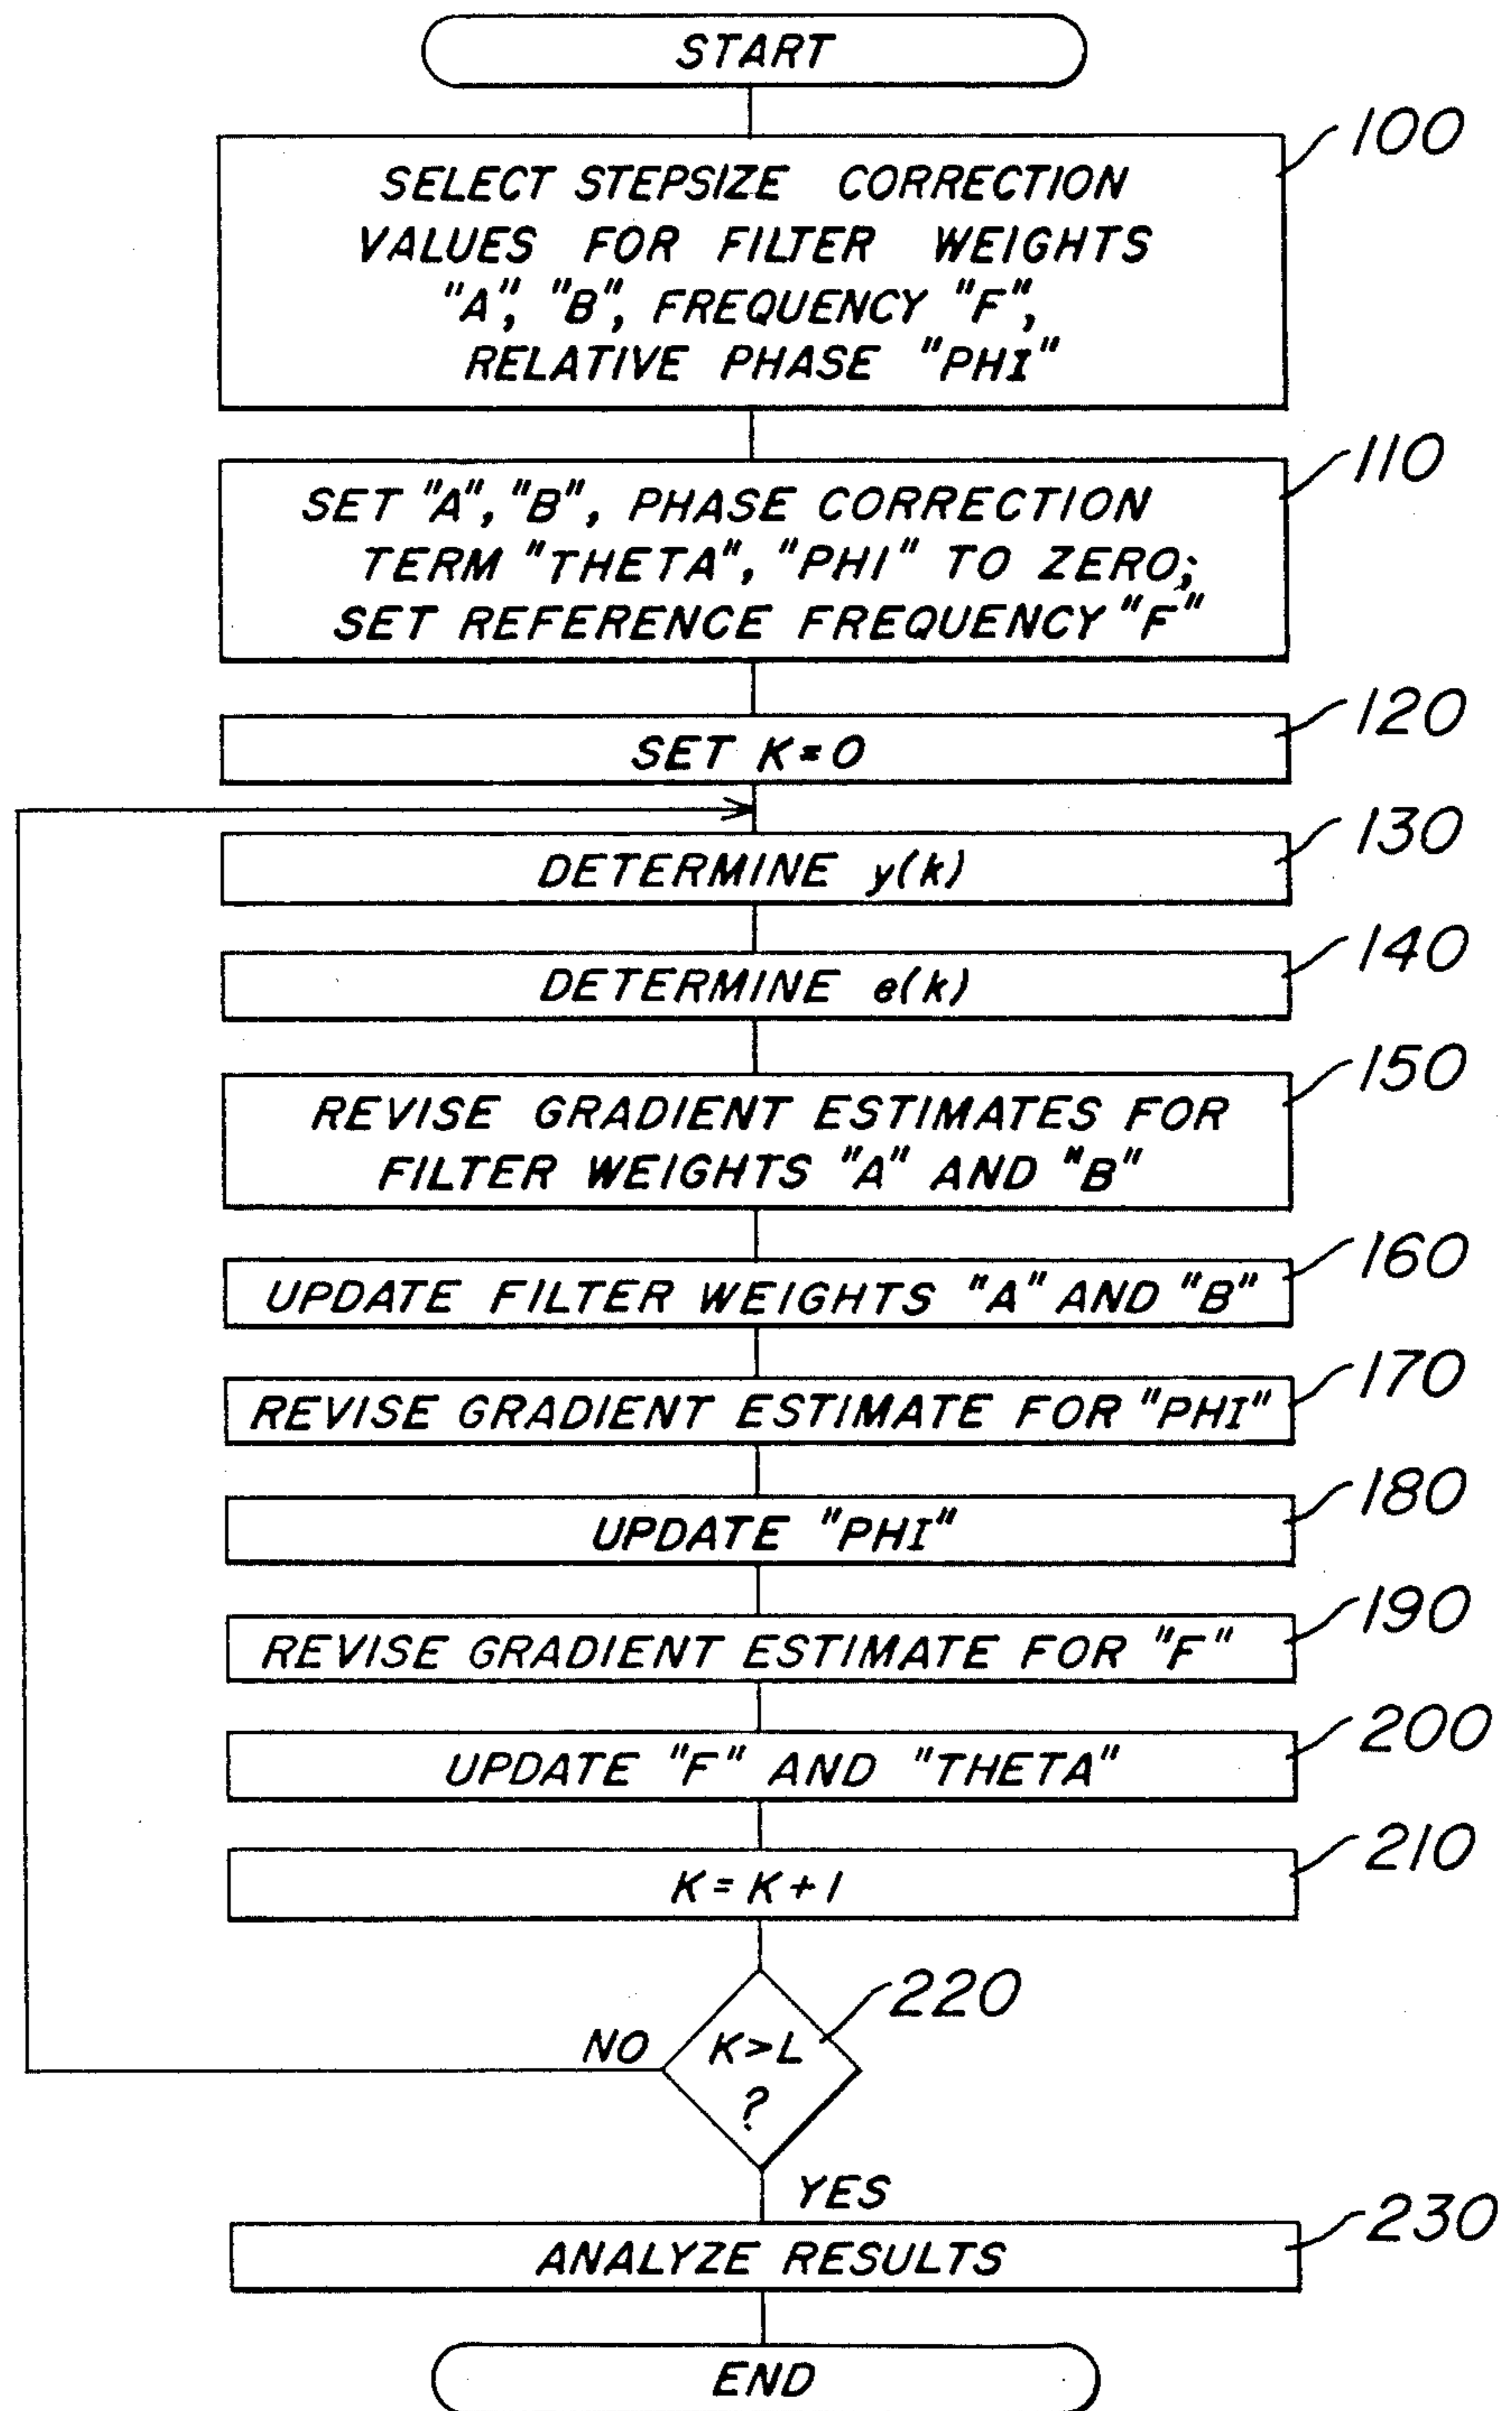 START
100
SELECT STEPSIZE CORRECTION
VALUES FOR FILTER WEIGHTS
"A", "B", FREQUENCY "F",
RELATIVE PHASE "PHI"
110
SET "A", "B", PHASE CORRECTION
TERM "THETA", "PHI" TO ZERO;
SET REFERENCE FREQUENCY "F"
120
SET K=0
130
DETERMINE y(k)
140
DETERMINE e(k)
150
REVISE GRADIENT ESTIMATES FOR
FILTER WEIGHTS "A" AND "B"
160
UPDATE FILTER WEIGHTS "A" AND "B"
170
REVISE GRADIENT ESTIMATE FOR "PHI"
180
UPDATE "PHI"
190
REVISE GRADIENT ESTIMATE FOR "F"
200
UPDATE "F" AND "THETA"
210
K=K+1
220
NO
K>L
?
YES
230
ANALYZE RESULTS
END